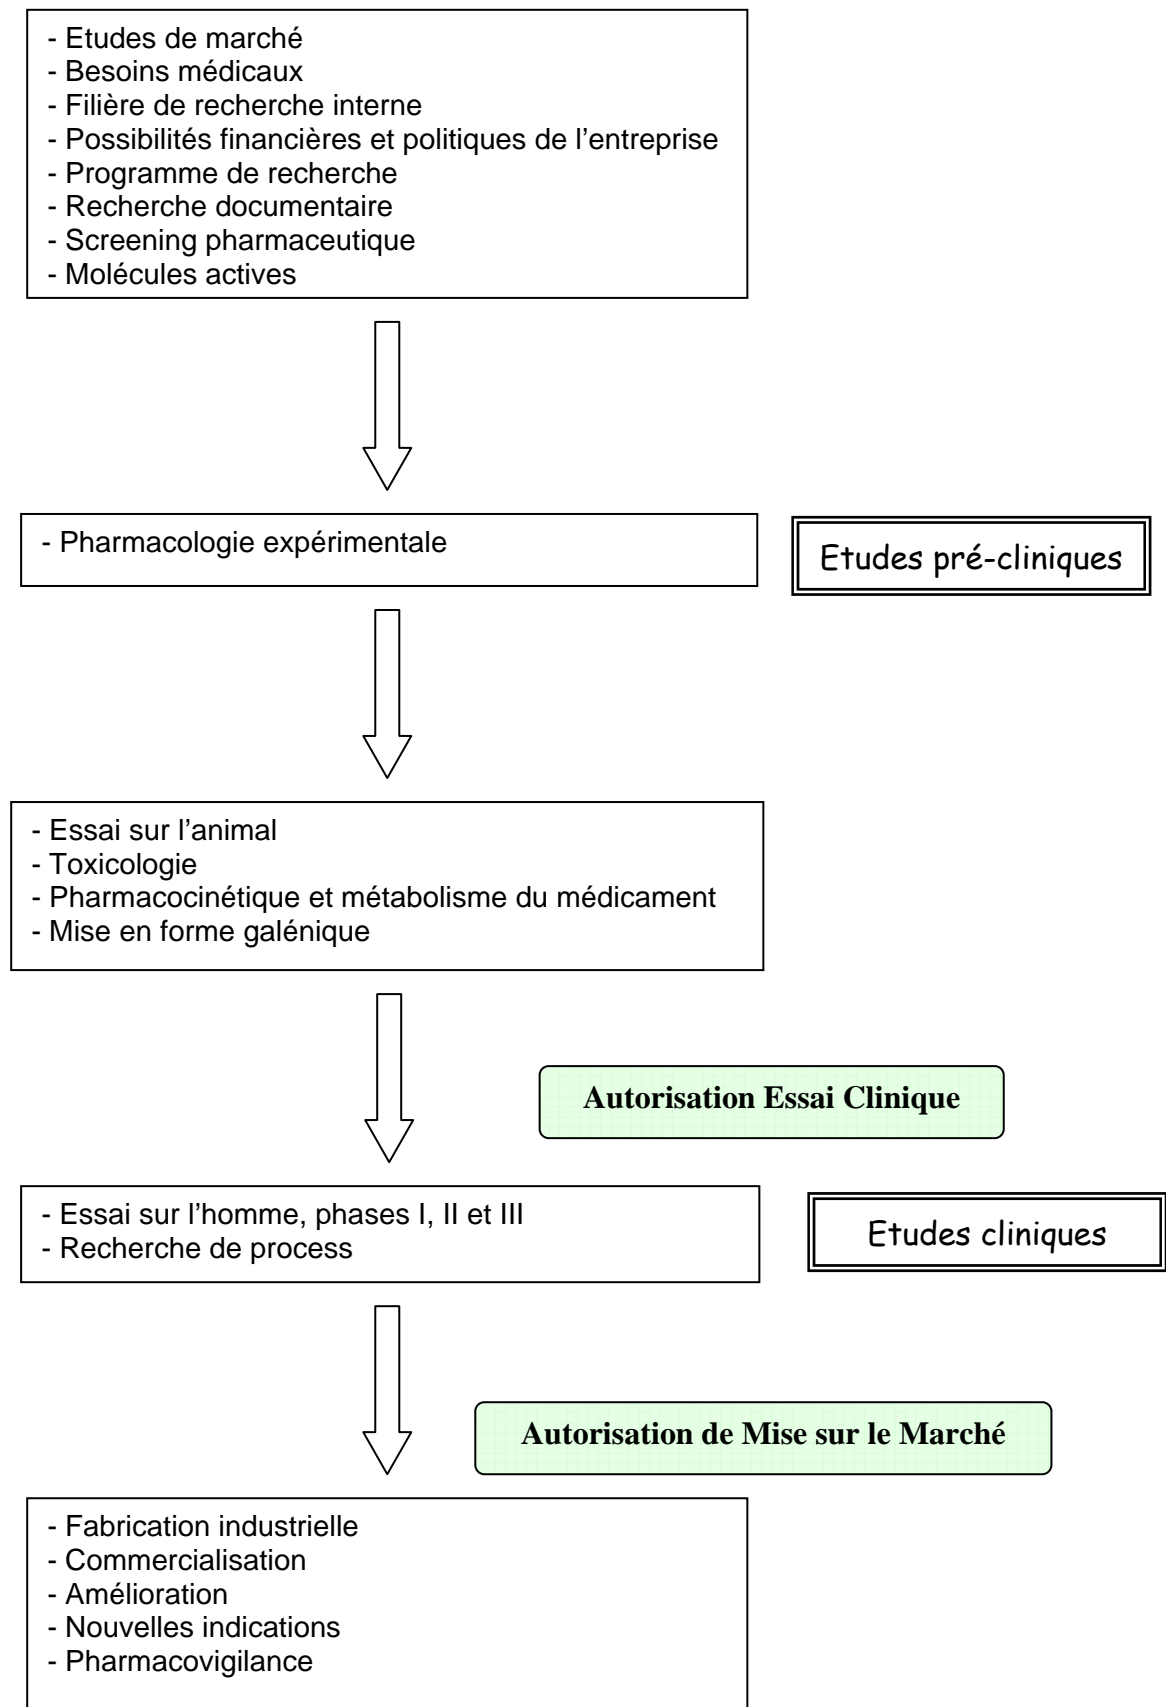 - Etudes de marché
- Besoins médicaux
- Filière de recherche interne
- Possibilités financières et politiques de l’entreprise
- Programme de recherche
- Recherche documentaire
- Screening pharmaceutique
- Molécules actives
- Pharmacologie expérimentale
Etudes pré-cliniques
- Essai sur l’animal
- Toxicologie
- Pharmacocinétique et métabolisme du médicament
- Mise en forme galénique
Autorisation Essai Clinique
- Essai sur l’homme, phases I, II et III
- Recherche de process
Etudes cliniques
Autorisation de Mise sur le Marché
- Fabrication industrielle
- Commercialisation
- Amélioration
- Nouvelles indications
- Pharmacovigilance